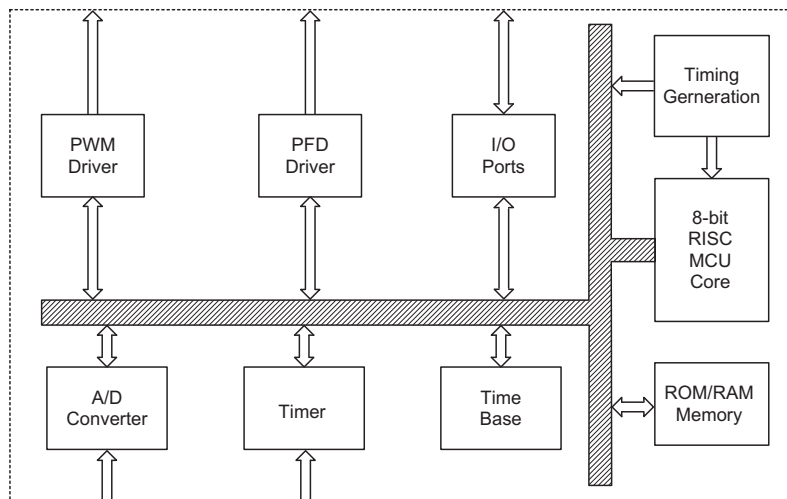 PWM
Driver
PFD
Driver
I/O
Ports
Timing
Gerneration
8-bit
RISC
MCU
Core
A/D
Converter
Timer
Time
Base
ROM/RAM
Memory